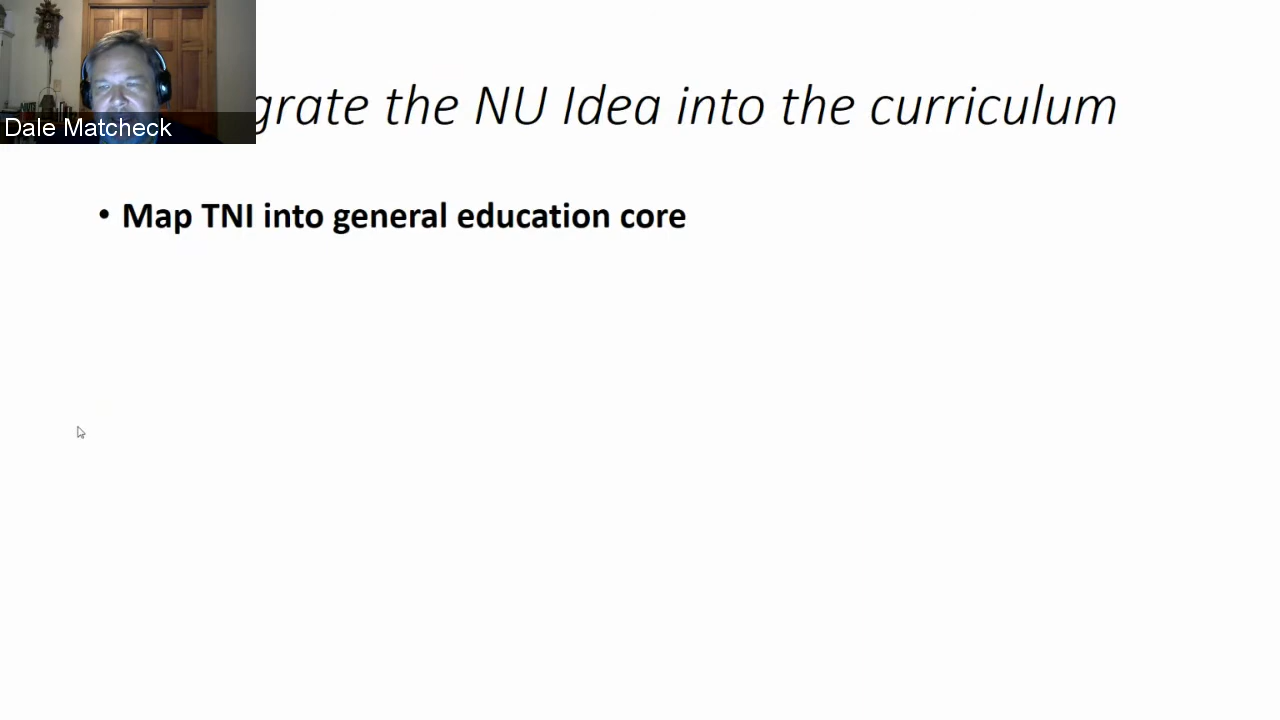 Dale Matcheck
grate the NU Idea into the curriculum
• Map TNI into general education core